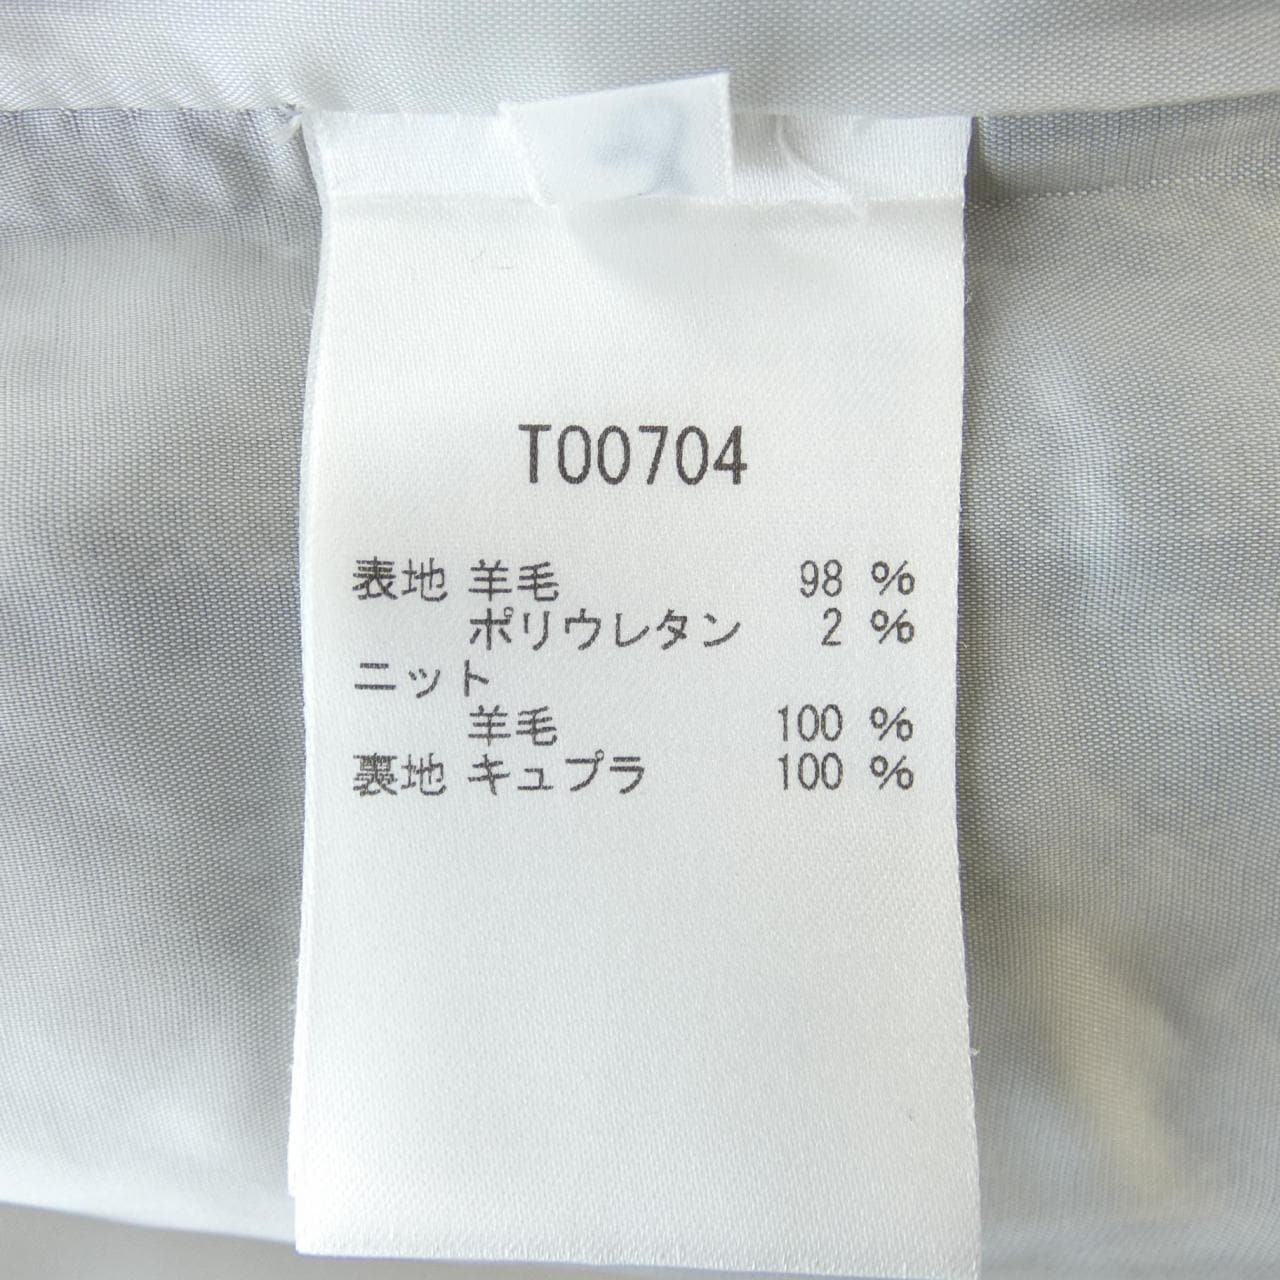 T00704
表地 羊毛 98 %
ポリウレタン 2 %
ニット
羊毛 100 %
裏地 キュプラ 100 %